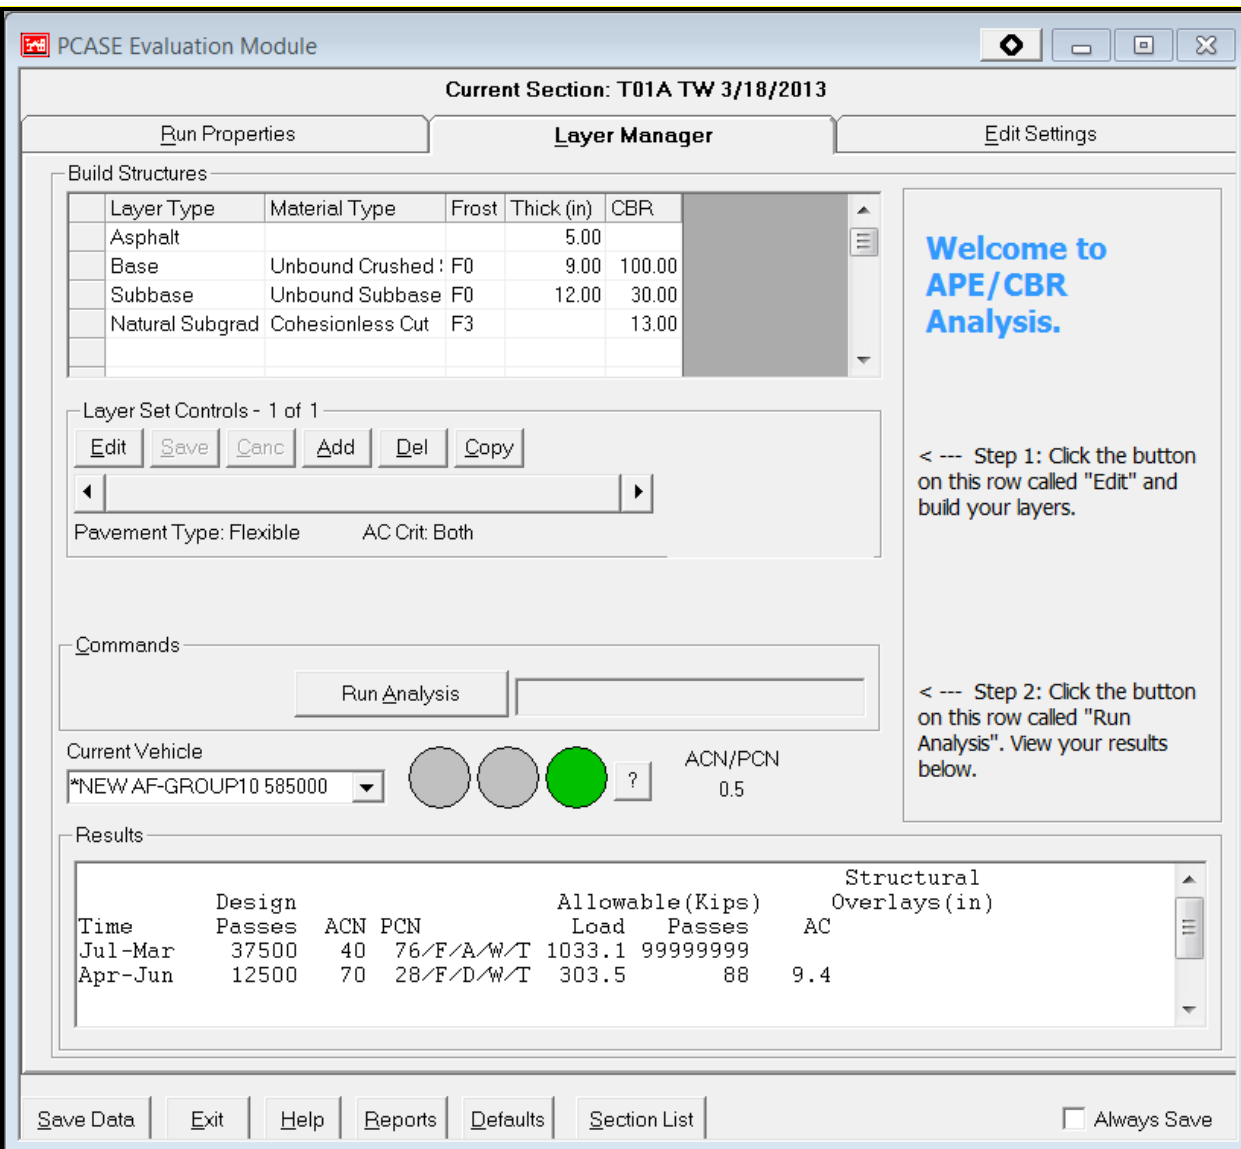 PCASE Evaluation Module
Current Section: T01A TW 3/18/2013
Run Properties Layer Manager Edit Settings
Build Structures
Layer Type Material Type Frost Thick (in) CBR
Asphalt 5.00
Base Unbound Crushed S F0 9.00 100.00
Subbase Unbound Subbase F0 12.00 30.00
Natural Subgrad Cohesionless Cut F3 13.00
Welcome to
APE/CBR
Analysis.
Layer Set Controls - 1 of 1
Edit Save Canc Add Del Copy
< --- Step 1: Click the button
on this row called "Edit" and
build your layers.
Pavement Type: Flexible AC Crit: Both
Commands
Run Analysis
< --- Step 2: Click the button
on this row called "Run
Analysis". View your results
below.
Current Vehicle
*NEW AF-GROUP10 585000
?
ACN/PCN
0.5
Results
Structural
Design Allowable(Kips) Overlays(in)
Time Passes ACN PCN Load Passes AC
Jul-Mar 37500 40 76/F/A/W/T 1033.1 99999999
Apr-Jun 12500 70 28/F/D/W/T 303.5 88 9.4
Save Data Exit Help Reports Defaults Section List Always Save